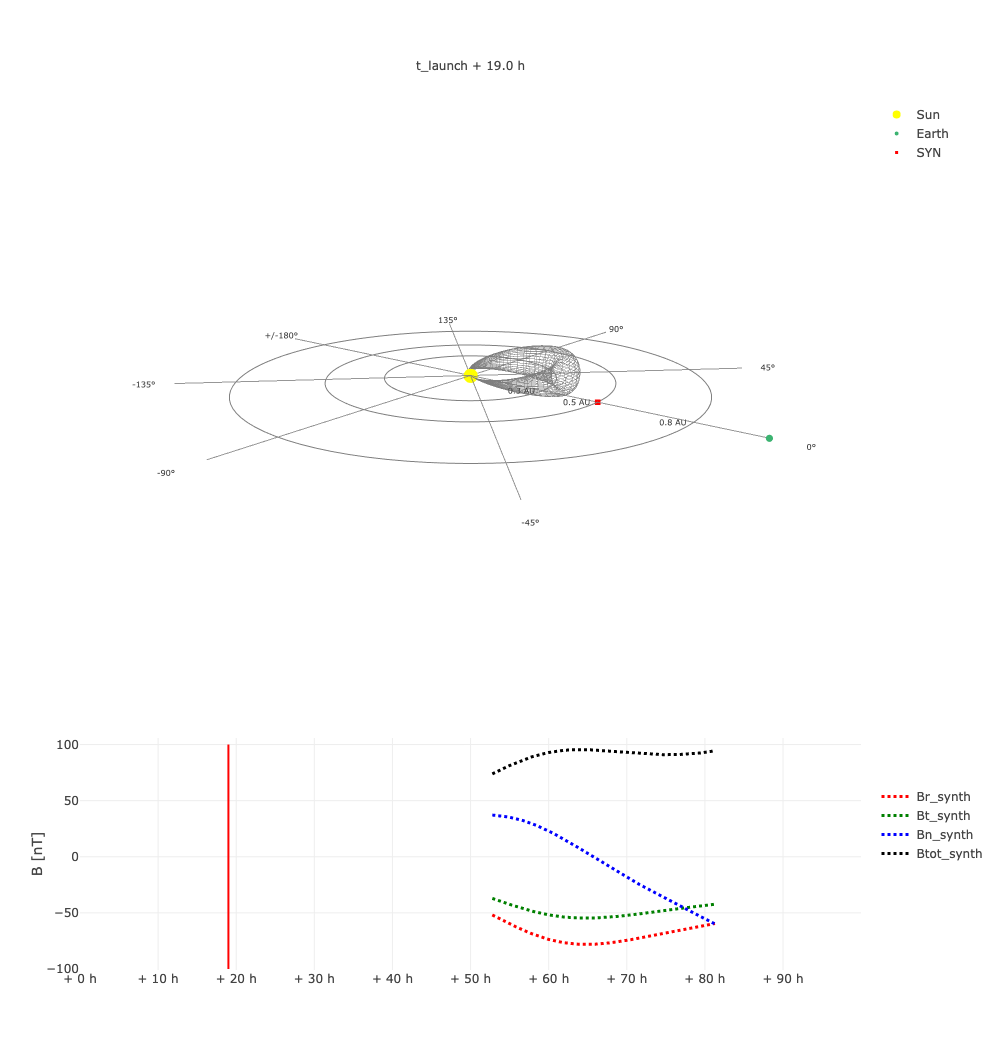 t_launch + 19.0 h
Sun
Earth
SYN
135°
+/-180°
90°
45°
-135°
0.3 AU
0.5 AU
0.8 AU
0°
-90°
-45°
B [nT]
100
50
0
−50
−100
+ 0 h
+ 10 h
+ 20 h
+ 30 h
+ 40 h
+ 50 h
+ 60 h
+ 70 h
+ 80 h
+ 90 h
Br_synth
Bt_synth
Bn_synth
Btot_synth